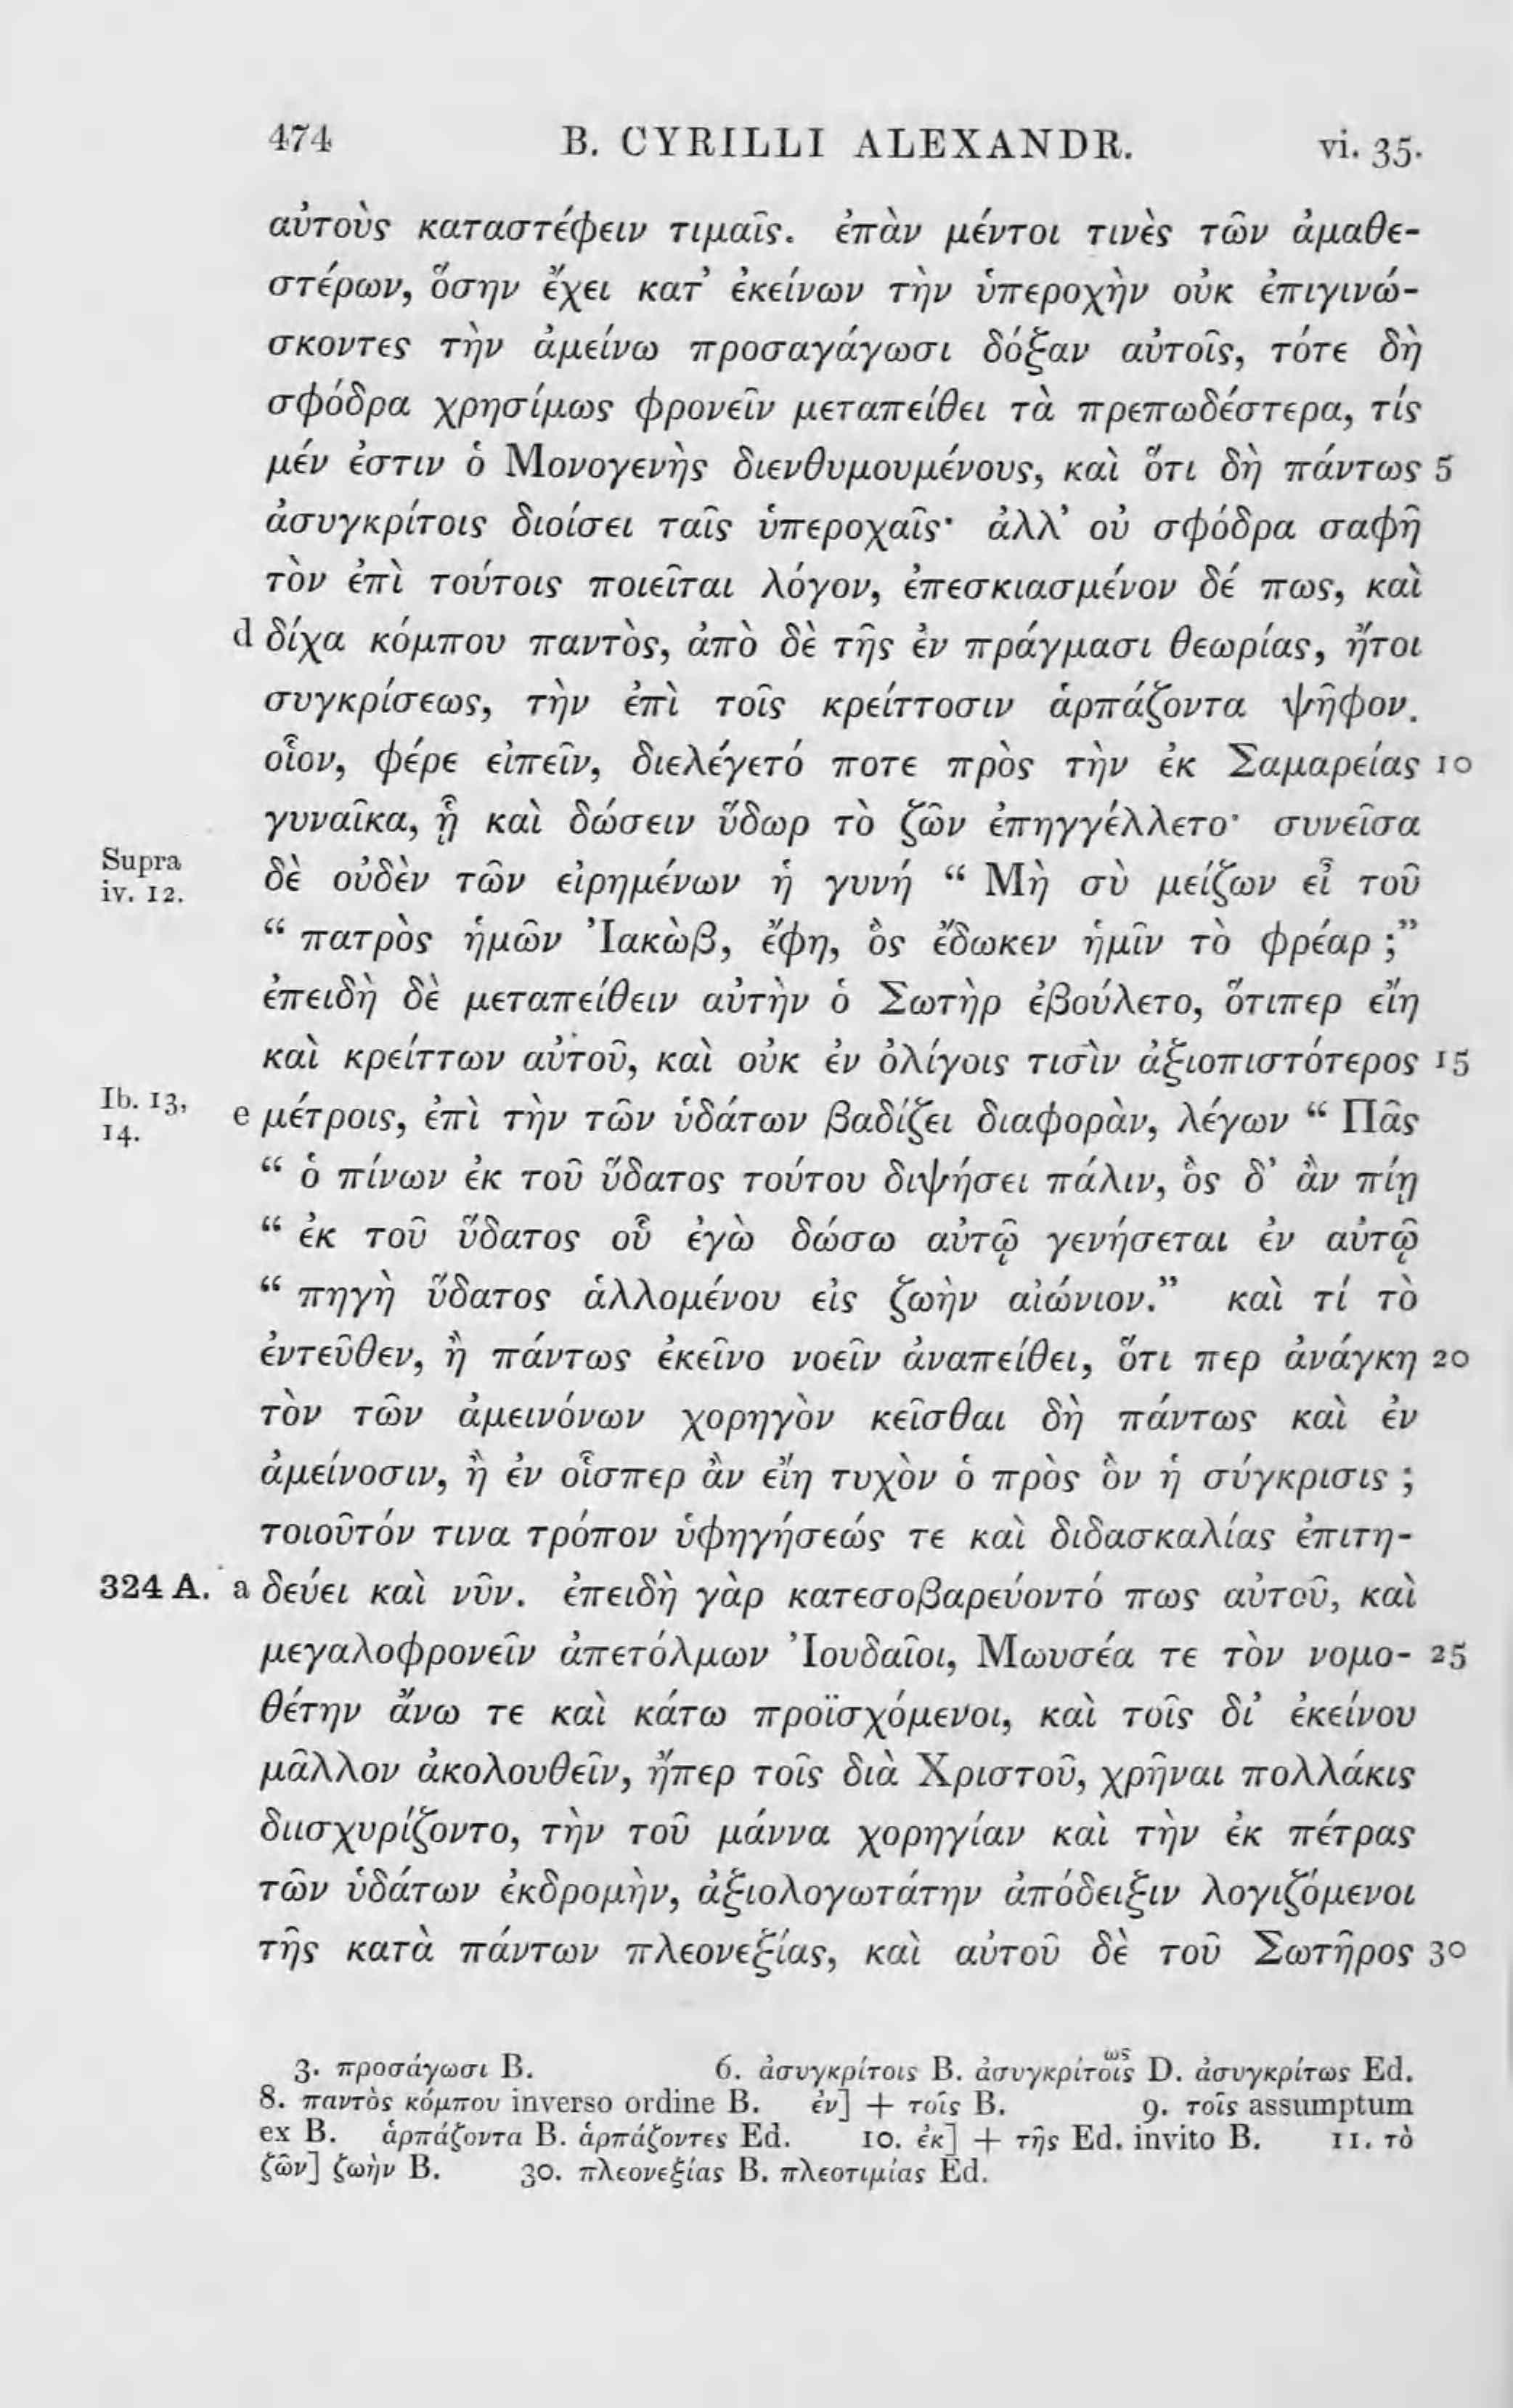 474 B. CYRILLI ALEXANDR. vi. 35.
αὐτοὺς καταστέφειν τιμαῖς. ἐπὰν μέντοι τινὲς τῶν ἀμαθε-
στέρων, ὅσην ἔχει κατ’ ἐκείνων τὴν ὑπεροχὴν οὐκ ἐπιγινώ-
σκοντες τὴν ἀμείνω προσαγάγωσι δόξαν αὐτοῖς, τότε δὴ
σφόδρα χρησίμως φρονεῖν μεταπείθει τὰ πρεπωδέστερα, τίς
μέν ἐστιν ὁ Μονογενὴς διενθυμουμένους, καὶ ὅτι δὴ πάντως 5
ἀσυγκρίτοις διοίσει ταῖς ὑπεροχαῖς· ἀλλ’ οὐ σφόδρα σαφῆ
τὸν ἐπὶ τούτοις ποιεῖται λόγον, ἐπεσκιασμένον δέ πως, καὶ
d δίχα κόμπου παντὸς, ἀπὸ δὲ τῆς ἐν πράγμασι θεωρίας, ἤτοι
συγκρίσεως, τὴν ἐπὶ τοῖς κρείττοσιν ἁρπάζοντα ψῆφον.
οἷον, φέρε εἰπεῖν, διελέγετό ποτε πρὸς τὴν ἐκ Σαμαρείας 10
γυναῖκα, ᾗ καὶ δώσειν ὕδωρ τὸ ζῶν ἐπηγγέλλετο· συνεῖσα
Supra
iv. 12.
δὲ οὐδὲν τῶν εἰρημένων ἡ γυνή “ Μὴ σὺ μείζων εἶ τοῦ
“ πατρὸς ἡμῶν Ἰακὼβ, ἔφη, ὃς ἔδωκεν ἡμῖν τὸ φρέαρ ;”
ἐπειδὴ δὲ μεταπείθειν αὐτὴν ὁ Σωτὴρ ἐβούλετο, ὅτιπερ εἴη
καὶ κρείττων αὐτοῦ, καὶ οὐκ ἐν ὀλίγοις τισὶν ἀξιοπιστότερος 15
Ib. 13,
14.
e μέτροις, ἐπὶ τὴν τῶν ὑδάτων βαδίζει διαφορὰν, λέγων “ Πᾶς
“ ὁ πίνων ἐκ τοῦ ὕδατος τούτου διψήσει πάλιν, ὃς δ’ ἂν πίῃ
“ ἐκ τοῦ ὕδατος οὗ ἐγὼ δώσω αὐτῷ γενήσεται ἐν αὐτῷ
“ πηγὴ ὕδατος ἁλλομένου εἰς ζωὴν αἰώνιον.” καὶ τί τὸ
ἐντεῦθεν, ἢ πάντως ἐκεῖνο νοεῖν ἀναπείθει, ὅτι περ ἀνάγκη 20
τὸν τῶν ἀμεινόνων χορηγὸν κεῖσθαι δὴ πάντως καὶ ἐν
ἀμείνοσιν, ἢ ἐν οἷσπερ ἂν εἴη τυχὸν ὁ πρὸς ὃν ἡ σύγκρισις ;
τοιοῦτόν τινα τρόπον ὑφηγήσεώς τε καὶ διδασκαλίας ἐπιτη-
324 A. a δεύει καὶ νῦν. ἐπειδὴ γὰρ κατεσοβαρεύοντό πως αὐτοῦ, καὶ
μεγαλοφρονεῖν ἀπετόλμων Ἰουδαῖοι, Μωυσέα τε τὸν νομο- 25
θέτην ἄνω τε καὶ κάτω προϊσχόμενοι, καὶ τοῖς δι’ ἐκείνου
μᾶλλον ἀκολουθεῖν, ἤπερ τοῖς διὰ Χριστοῦ, χρῆναι πολλάκις
διισχυρίζοντο, τὴν τοῦ μάννα χορηγίαν καὶ τὴν ἐκ πέτρας
τῶν ὑδάτων ἐκδρομὴν, ἀξιολογωτάτην ἀπόδειξιν λογιζόμενοι
τῆς κατὰ πάντων πλεονεξίας, καὶ αὐτοῦ δὲ τοῦ Σωτῆρος 30
3. προσάγωσι B. 6. ἀσυγκρίτοις B. ἀσυγκρίτοῖς ως D. ἀσυγκρίτως Ed.
8. παντὸς κόμπου inverso ordine B. ἐν] + τοῖς B. 9. τοῖς assumptum
ex B. ἁρπάζοντα B. ἁρπάζοντες Ed. 10. ἐκ] + τῆς Ed. invito B. 11. τὸ
ζῶν] ζωὴν B. 30. πλεονεξίας B. πλεοτιμίας Ed.